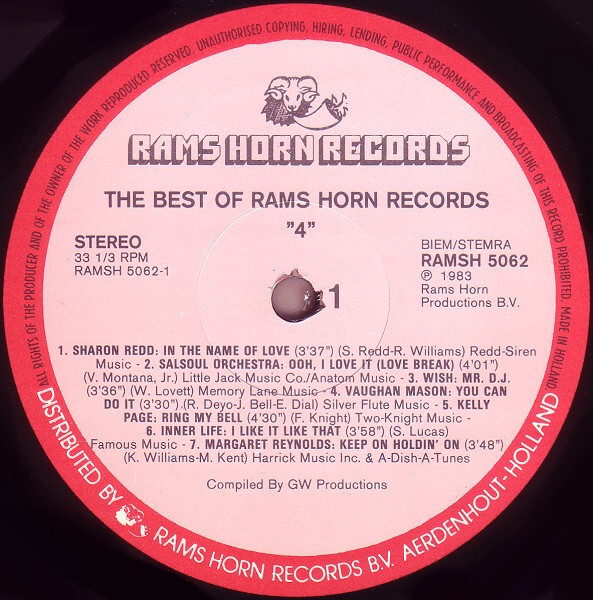 ALL RIGHTS OF THE PRODUCER AND OF THE OWNER OF THE WORK REPRODUCED RESERVED. UNAUTHORISED COPYING, HIRING, LENDING, PUBLIC PERFORMANCE AND BROADCASTING OF THIS RECORD PROHIBITED. MADE IN HOLLAND
RAMS HORN RECORDS
THE BEST OF RAMS HORN RECORDS
"4"
STEREO
33 1/3 RPM
RAMSH 5062-1
BIEM/STEMRA
RAMSH 5062
℗ 1983
Rams Horn
Productions B.V.
1
1. SHARON REDD: IN THE NAME OF LOVE (3'37") (S. Redd-R. Williams) Redd-Siren
Music - 2. SALSOUL ORCHESTRA: OOH, I LOVE IT (LOVE BREAK) (4'01")
(V. Montana, Jr.) Little Jack Music Co./Anatom Music - 3. WISH: MR. D.J.
(3'36") (W. Lovett) Memory Lane Music - 4. VAUGHAN MASON: YOU CAN
DO IT (3'30") (R. Deyo-J. Bell-E. Dial) Silver Flute Music - 5. KELLY
PAGE: RING MY BELL (4'30") (F. Knight) Two-Knight Music -
6. INNER LIFE: I LIKE IT LIKE THAT (3'58") (S. Lucas)
Famous Music - 7. MARGARET REYNOLDS: KEEP ON HOLDIN' ON (3'48")
(K. Williams-M. Kent) Harrick Music Inc. & A-Dish-A-Tunes
Compiled By GW Productions
DISTRIBUTED BY RAMS HORN RECORDS B.V. AERDENHOUT-HOLLAND